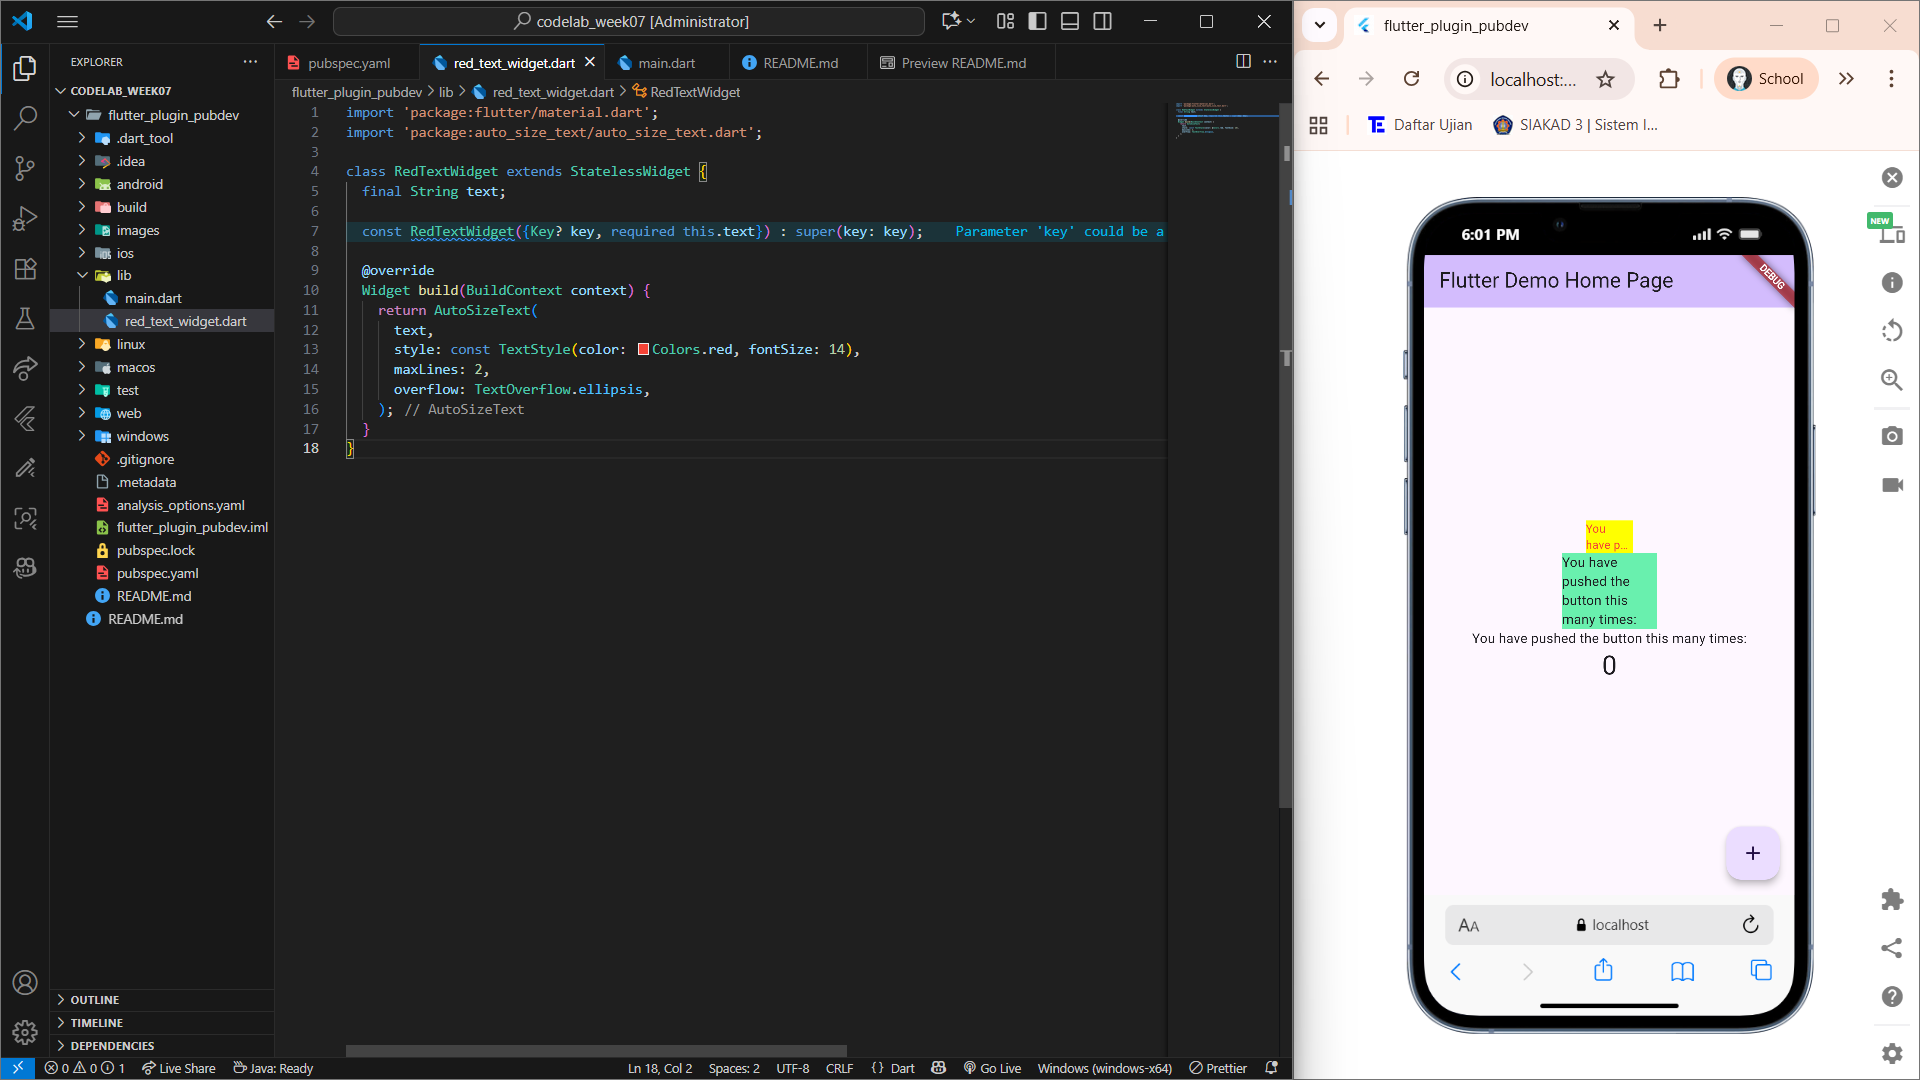 codelab_week07 [Administrator]
EXPLORER
CODELAB_WEEK07
flutter_plugin_pubdev
.dart_tool
.idea
android
build
images
ios
lib
main.dart
red_text_widget.dart
linux
macos
test
web
windows
.gitignore
.metadata
analysis_options.yaml
flutter_plugin_pubdev.iml
pubspec.lock
pubspec.yaml
README.md
README.md
OUTLINE
TIMELINE
DEPENDENCIES
pubspec.yaml red_text_widget.dart main.dart README.md Preview README.md
flutter_plugin_pubdev > lib > red_text_widget.dart > RedTextWidget
1 import 'package:flutter/material.dart';
2 import 'package:auto_size_text/auto_size_text.dart';
3
4 class RedTextWidget extends StatelessWidget {
5 final String text;
6
7 const RedTextWidget({Key? key, required this.text}) : super(key: key); Parameter 'key' could be a
8
9 @override
10 Widget build(BuildContext context) {
11 return AutoSizeText(
12 text,
13 style: const TextStyle(color: Colors.red, fontSize: 14),
14 maxLines: 2,
15 overflow: TextOverflow.ellipsis,
16 ); // AutoSizeText
17 }
18 }
0 0 1 Live Share Java: Ready Ln 18, Col 2 Spaces: 2 UTF-8 CRLF {} Dart Go Live Windows (windows-x64) Prettier
flutter_plugin_pubdev
localhost:... School
Daftar Ujian SIAKAD 3 | Sistem I...
NEW
6:01 PM
Flutter Demo Home Page
DEBUG
You
have p...
You have
pushed the
button this
many times:
You have pushed the button this many times:
0
+
AA localhost